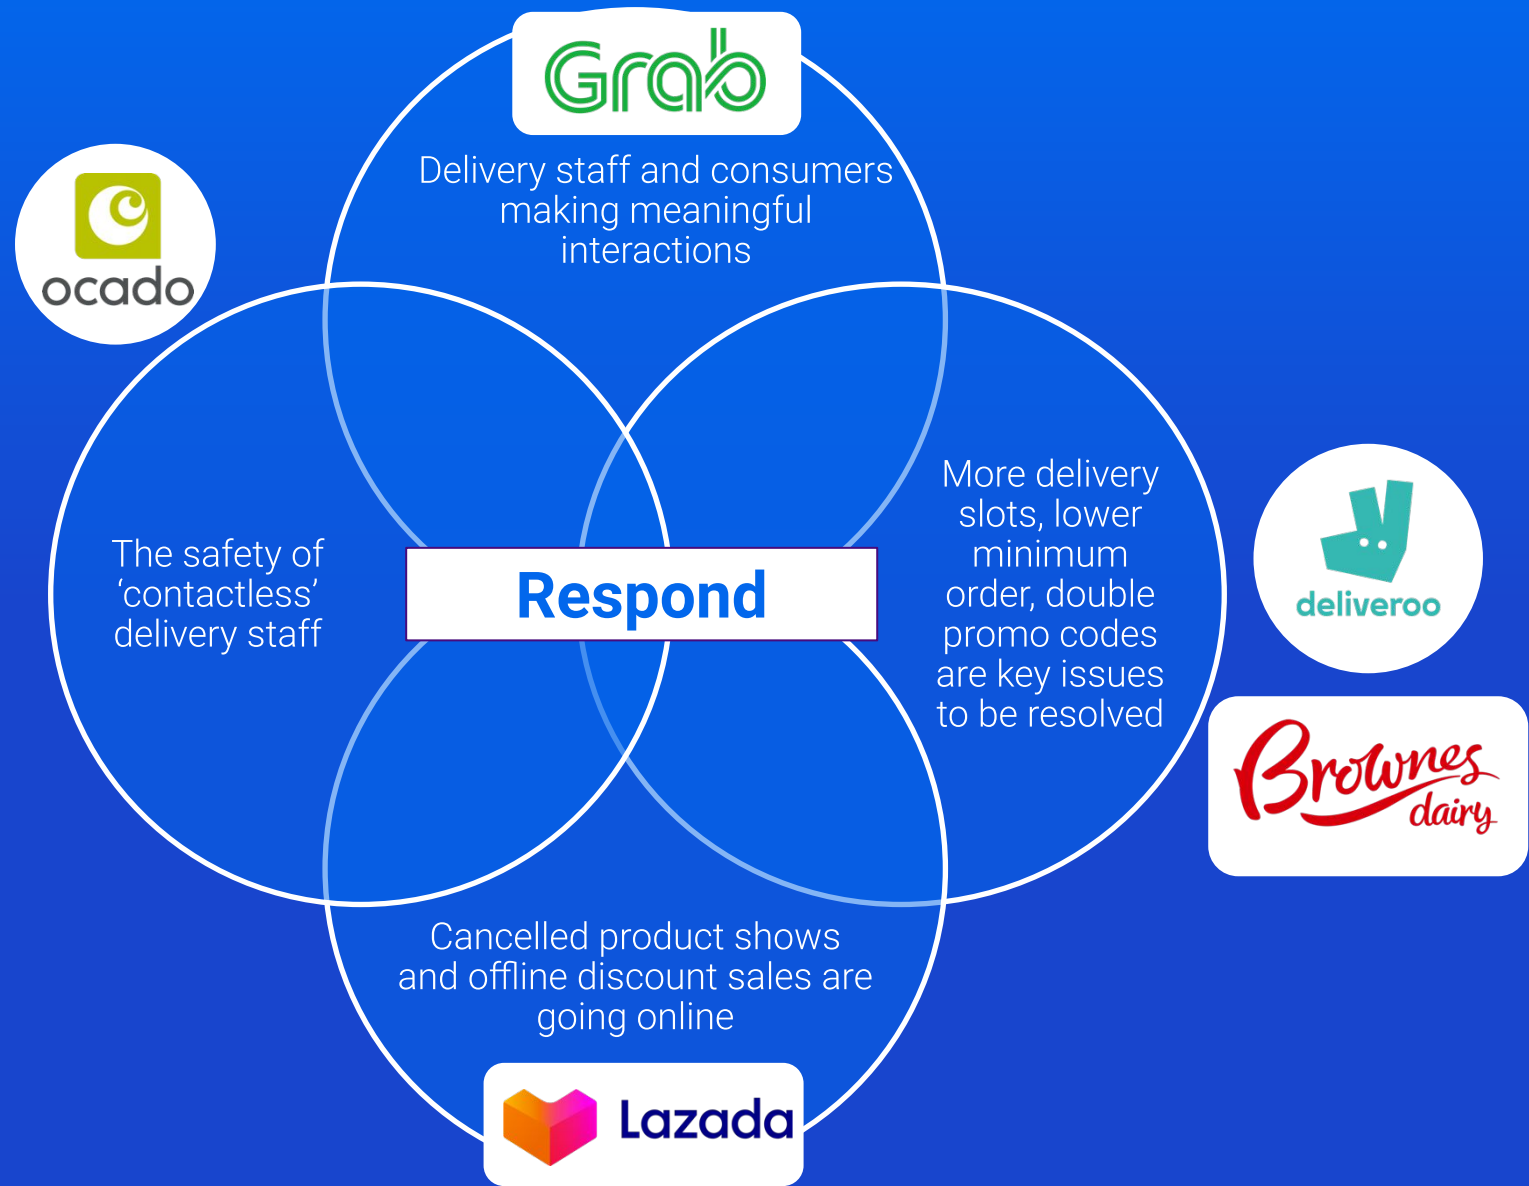 Grab
Delivery staff and consumers
making meaningful
interactions
ocado
The safety of
‘contactless’
delivery staff
Respond
More delivery
slots, lower
minimum
order, double
promo codes
are key issues
to be resolved
deliveroo
Brownes
dairy
Cancelled product shows
and offline discount sales are
going online
Lazada